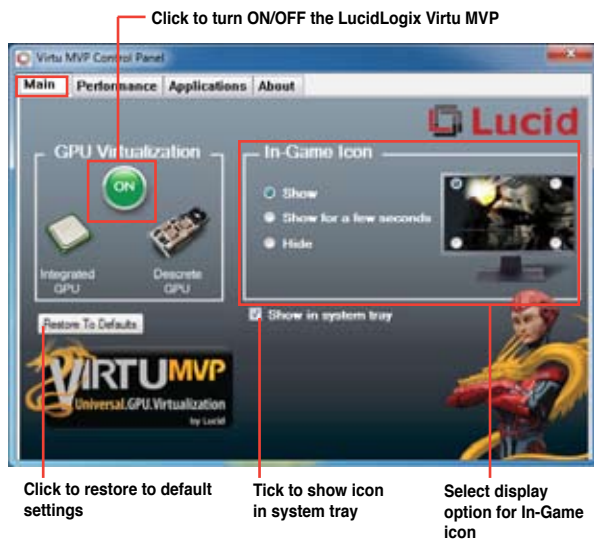 Click to turn ON/OFF the LucidLogix Virtu MVP
Virtu MVP Control Panel
Main Performance Applications About
Lucid
GPU Virtualization
In-Game Icon
ON
Show
Show for a few seconds
Hide
Integrated
GPU
Descrete
GPU
Restore To Defaults
Show in system tray
VIRTU MVP
Universal.GPU.Virtualization
by Lucid
Click to restore to default
settings
Tick to show icon
in system tray
Select display
option for In-Game
icon